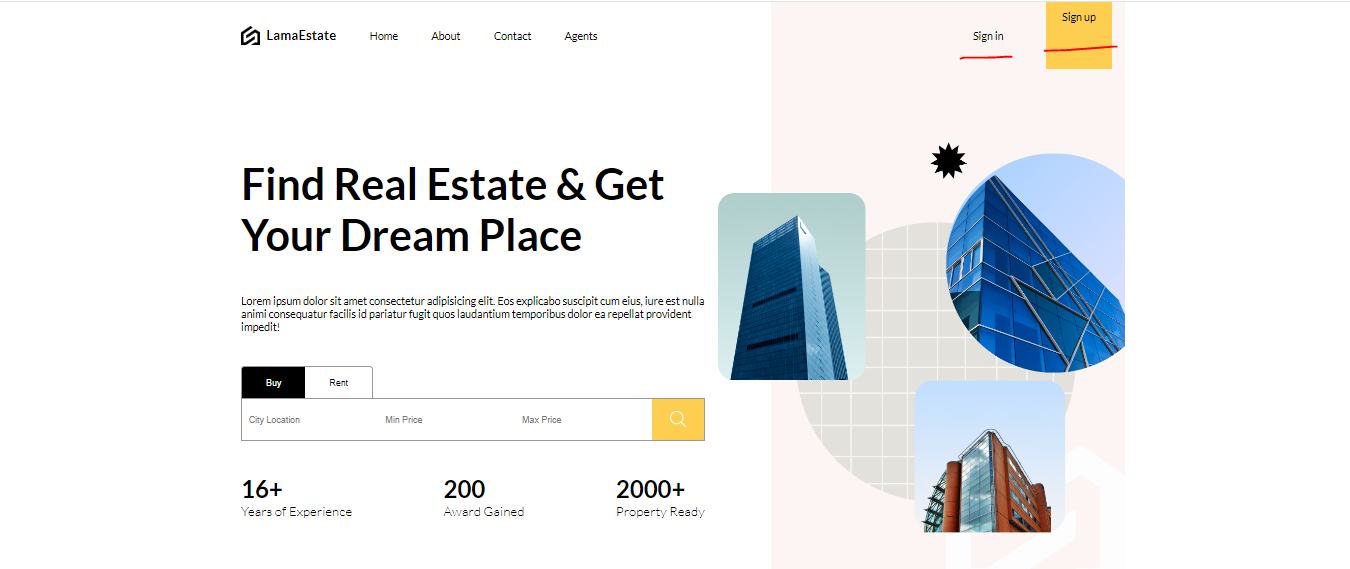 LamaEstate Home About Contact Agents Sign in Sign up
Find Real Estate & Get
Your Dream Place
Lorem ipsum dolor sit amet consectetur adipisicing elit. Eos explicabo suscipit cum eius, iure est nulla
animi consequatur facilis id pariatur fugit quos laudantium temporibus dolor ea repellat provident
impedit!
Buy Rent
City Location Min Price Max Price
16+ 200 2000+
Years of Experience Award Gained Property Ready